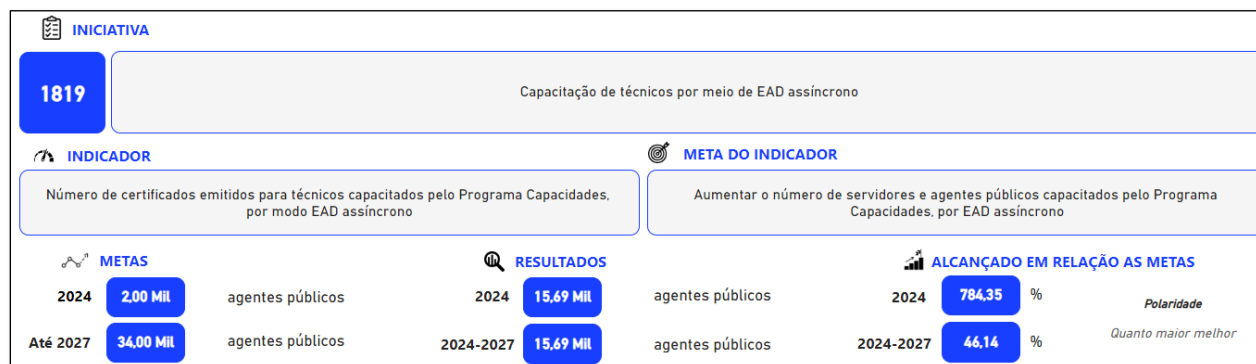 INICIATIVA
1819
Capacitação de técnicos por meio de EAD assíncrono
INDICADOR
META DO INDICADOR
Número de certificados emitidos para técnicos capacitados pelo Programa Capacidades,
por modo EAD assíncrono
Aumentar o número de servidores e agentes públicos capacitados pelo Programa
Capacidades, por EAD assíncrono
METAS
RESULTADOS
ALCANÇADO EM RELAÇÃO AS METAS
2024 2,00 Mil agentes públicos 2024 15,69 Mil agentes públicos 2024 784,35 % Polaridade
Até 2027 34,00 Mil agentes públicos 2024-2027 15,69 Mil agentes públicos 2024-2027 46,14 % Quanto maior melhor